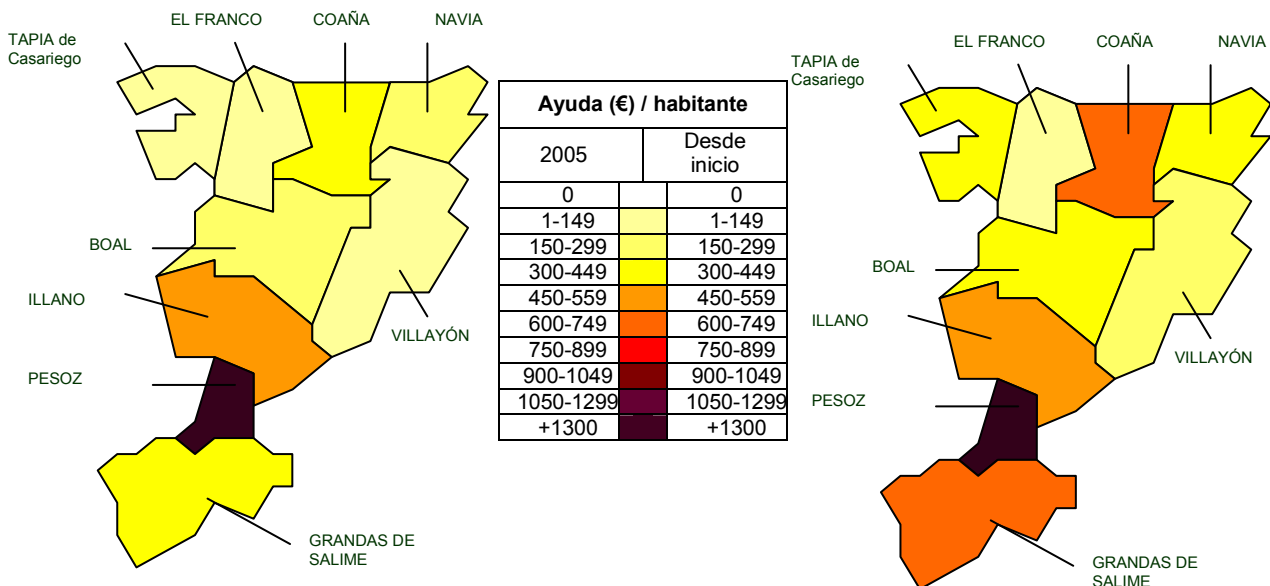 EL FRANCO
COAÑA
NAVIA
TAPIA de
Casariego
BOAL
ILLANO
VILLAYÓN
PESOZ
GRANDAS DE
SALIME
Ayuda (€) / habitante
2005 Desde
inicio
0 0
1-149 1-149
150-299 150-299
300-449 300-449
450-559 450-559
600-749 600-749
750-899 750-899
900-1049 900-1049
1050-1299 1050-1299
+1300 +1300
EL FRANCO
COAÑA
NAVIA
TAPIA de
Casariego
BOAL
ILLANO
VILLAYÓN
PESOZ
GRANDAS DE
SALIME